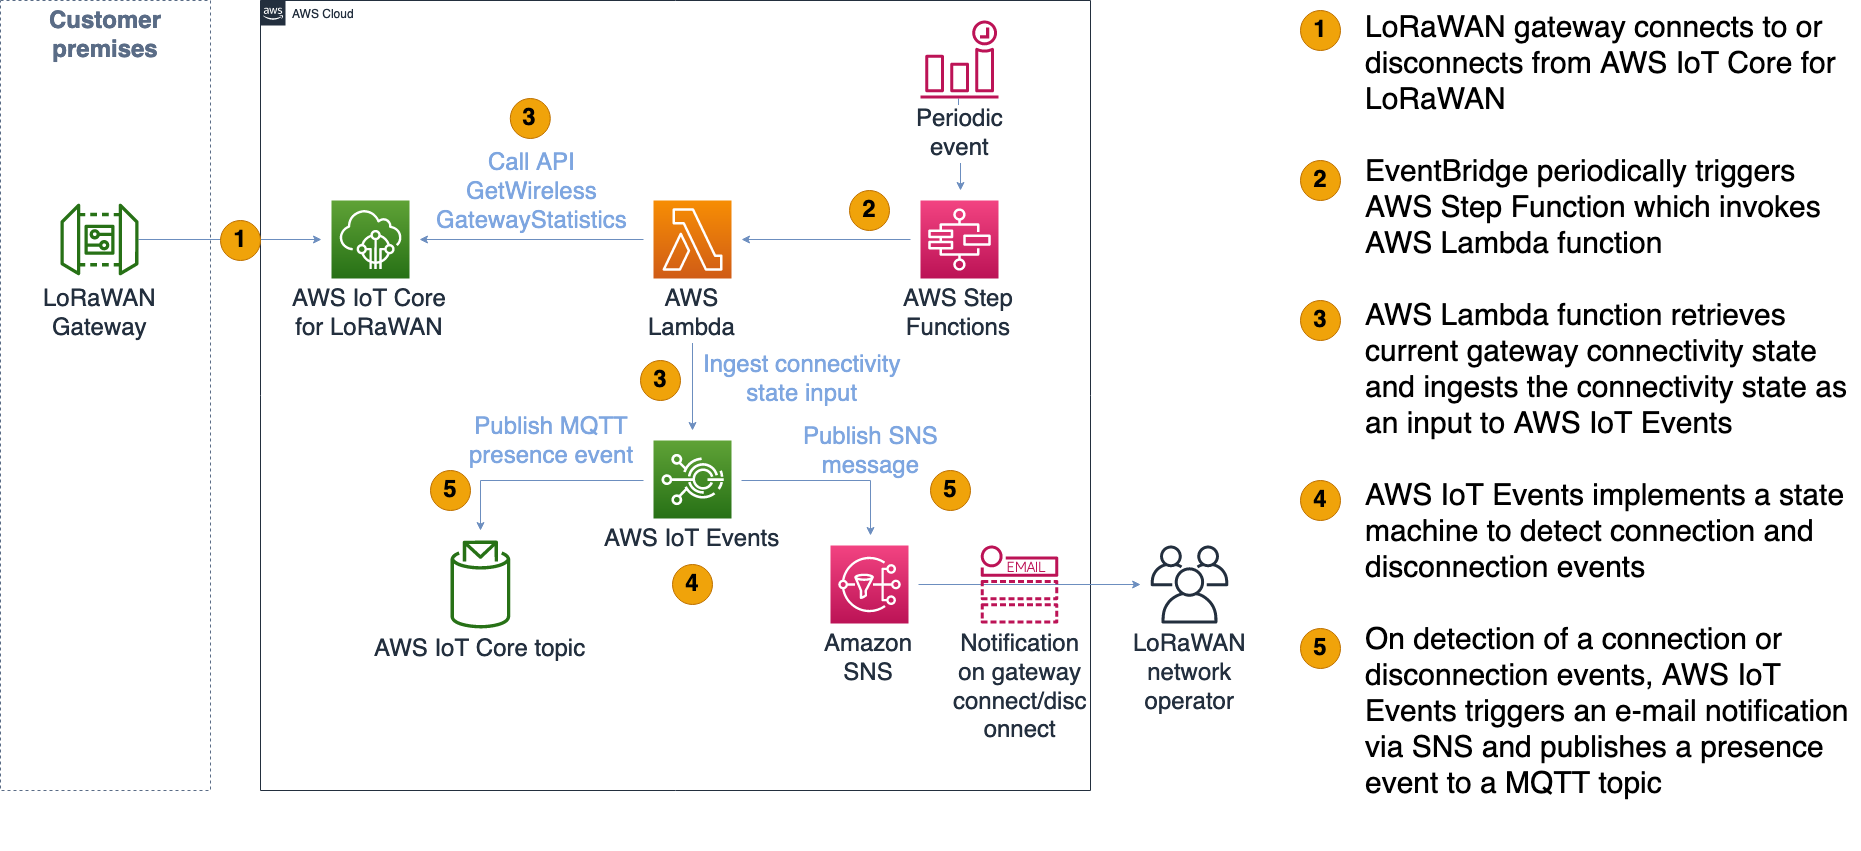 Customer
premises
aws
AWS Cloud
Periodic
event
3
Call API
GetWireless
GatewayStatistics
2
1
LoRaWAN
Gateway
AWS IoT Core
for LoRaWAN
AWS
Lambda
AWS Step
Functions
3
Ingest connectivity
state input
Publish MQTT
presence event
Publish SNS
message
5
5
AWS IoT Events
4
EMAIL
AWS IoT Core topic
Amazon
SNS
Notification
on gateway
connect/disc
onnect
LoRaWAN
network
operator
1
LoRaWAN gateway connects to or
disconnects from AWS IoT Core for
LoRaWAN
2
EventBridge periodically triggers
AWS Step Function which invokes
AWS Lambda function
3
AWS Lambda function retrieves
current gateway connectivity state
and ingests the connectivity state as
an input to AWS IoT Events
4
AWS IoT Events implements a state
machine to detect connection and
disconnection events
5
On detection of a connection or
disconnection events, AWS IoT
Events triggers an e-mail notification
via SNS and publishes a presence
event to a MQTT topic